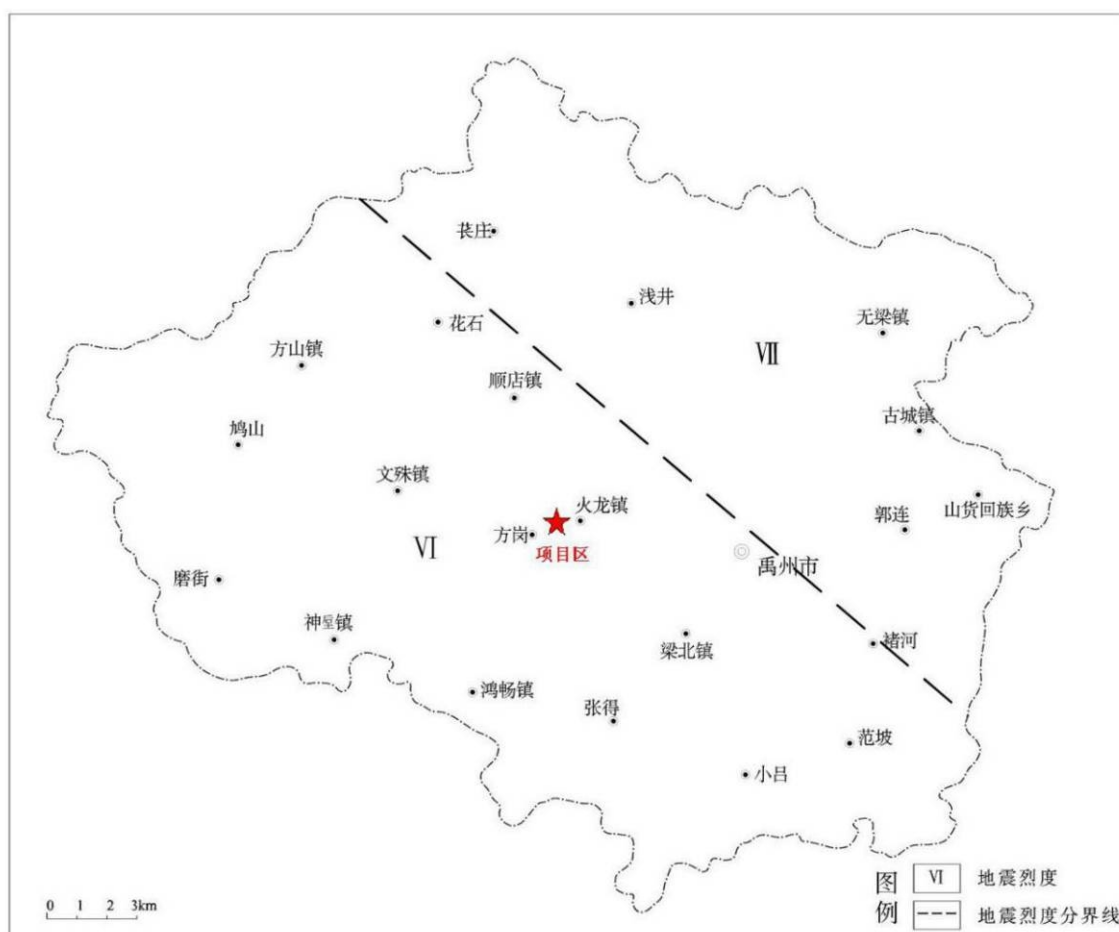 苌庄
浅井
无梁镇
花石
方山镇
VII
顺店镇
古城镇
鸠山
文殊镇
山货回族乡
火龙镇
郭连
方岗
VI
项目区
禹州市
磨街
神垕镇
褚河
梁北镇
鸿畅镇
张得
范坡
小吕
图例
VI 地震烈度
地震烈度分界线
0 1 2 3km